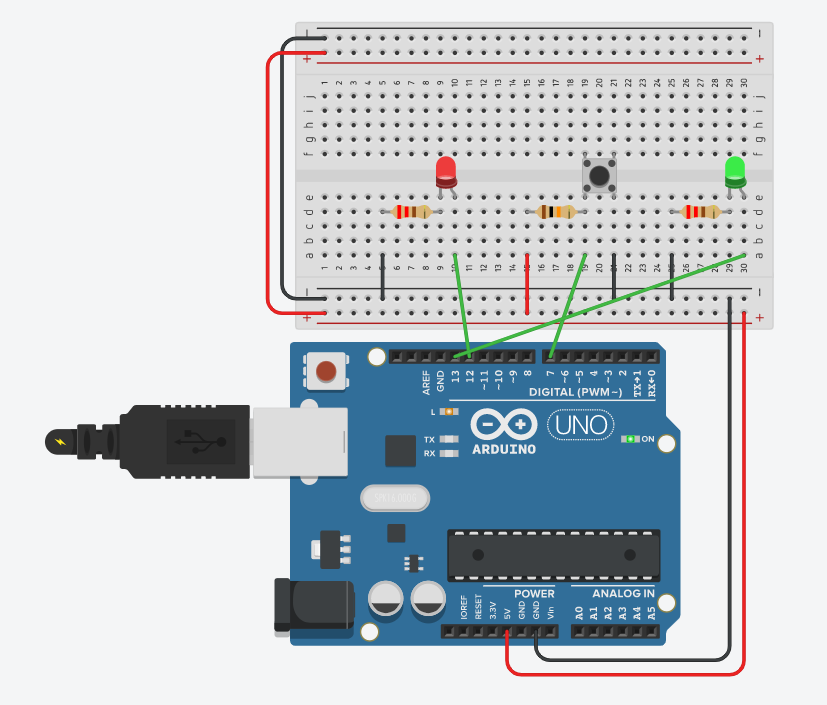 - -
+ +
1 2 3 4 5 6 7 8 9 10 11 12 13 14 15 16 17 18 19 20 21 22 23 24 25 26 27 28 29 30
j j
i i
h h
g g
f f
e e
d d
c c
b b
a a
1 2 3 4 5 6 7 8 9 10 11 12 13 14 15 16 17 18 19 20 21 22 23 24 25 26 27 28 29 30
- -
+ +
AREF GND 13 12 ~11 ~10 ~9 8 7 ~6 ~5 4 ~3 2 TX→1 RX←0
DIGITAL (PWM~)
L
UNO
TX
RX
ARDUINO
ON
POWER ANALOG IN
IOREF RESET 3.3V 5V GND GND Vin A0 A1 A2 A3 A4 A5